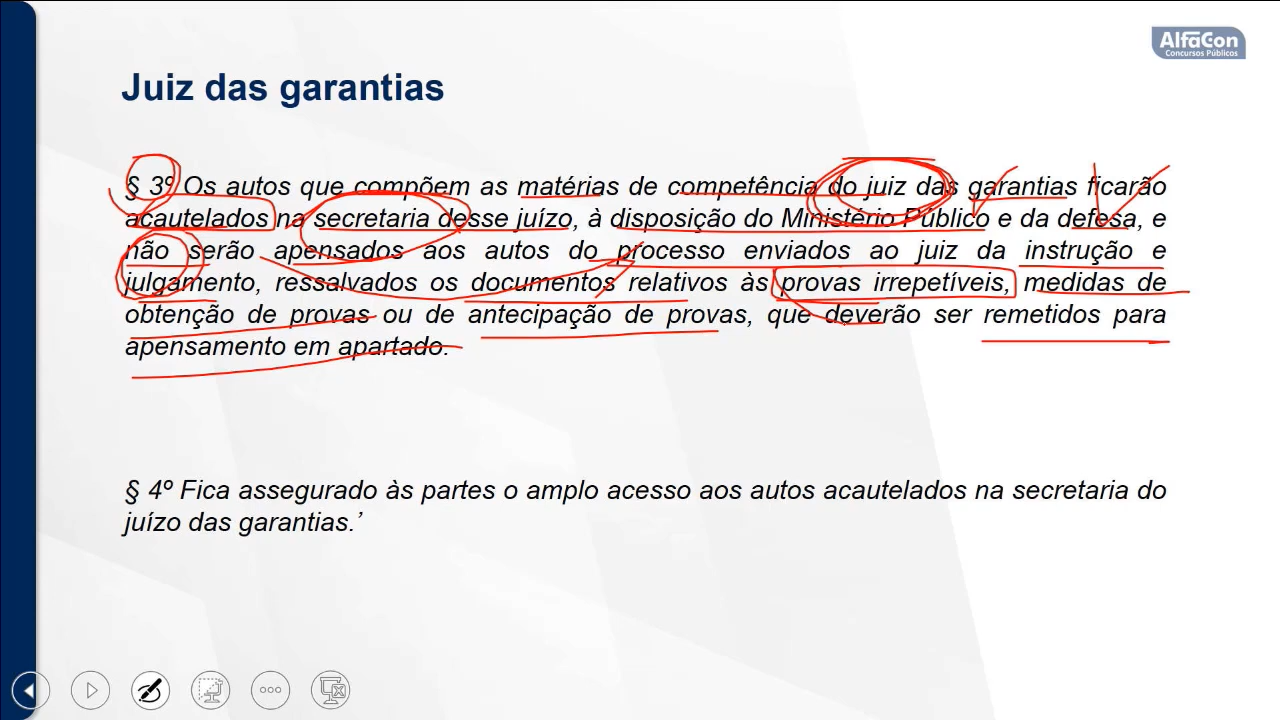 AlfaCon
Concursos Públicos
Juiz das garantias
§ 3º Os autos que compõem as matérias de competência do juiz das garantias ficarão
acautelados na secretaria desse juízo, à disposição do Ministério Público e da defesa, e
não serão apensados aos autos do processo enviados ao juiz da instrução e
julgamento, ressalvados os documentos relativos às provas irrepetíveis, medidas de
obtenção de provas ou de antecipação de provas, que deverão ser remetidos para
apensamento em apartado.
§ 4º Fica assegurado às partes o amplo acesso aos autos acautelados na secretaria do
juízo das garantias.’